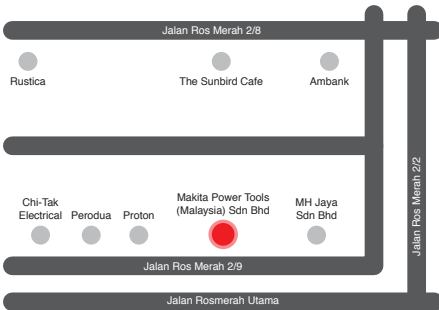 Jalan Ros Merah 2/8
Rustica
The Sunbird Cafe
Ambank
Jalan Ros Merah 2/2
Chi-Tak
Electrical
Perodua
Proton
Makita Power Tools
(Malaysia) Sdn Bhd
MH Jaya
Sdn Bhd
Jalan Ros Merah 2/9
Jalan Rosmerah Utama